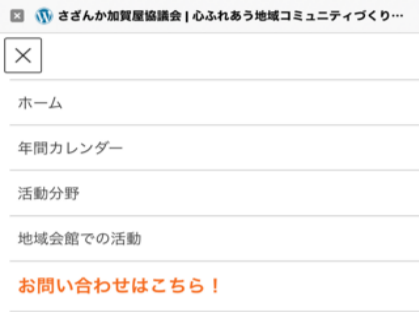 さざんか加賀屋協議会 | 心ふれあう地域コミュニティづくり…
ホーム
年間カレンダー
活動分野
地域会館での活動
お問い合わせはこちら！